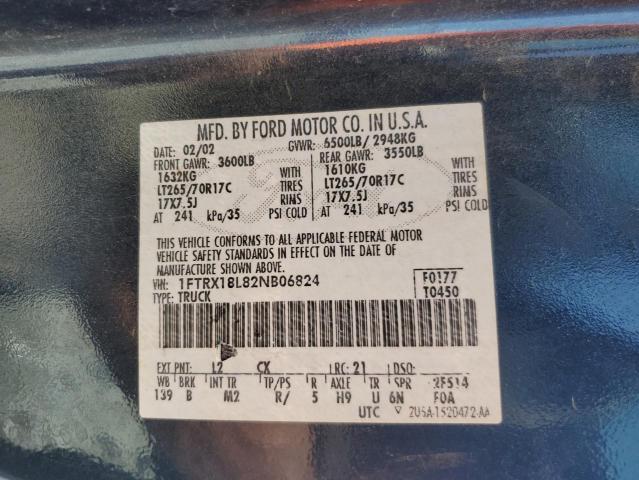 MFD. BY FORD MOTOR CO. IN U.S.A.
DATE: 02/02 GVWR: 6500LB/ 2948KG
FRONT GAWR: 3600LB REAR GAWR: 3550LB
1632KG WITH 1610KG WITH
LT265/70R17C TIRES LT265/70R17C TIRES
17X7.5J RIMS 17X7.5J RIMS
AT 241 kPa/35 PSI COLD AT 241 kPa/35 PSI COLD
THIS VEHICLE CONFORMS TO ALL APPLICABLE FEDERAL MOTOR
VEHICLE SAFETY STANDARDS IN EFFECT ON THE DATE OF
MANUFACTURE SHOWN ABOVE.
VIN: 1FTRX18L82NB06824 F0177
TYPE: TRUCK T0450
EXT PNT: L2 CX RC: 21 DSO:
WB BRK INT TR TP/PS R AXLE TR SPR 2F514
139 B M2 R/ 5 H9 U 6N FOA
UTC 2U5A-1520472-AA